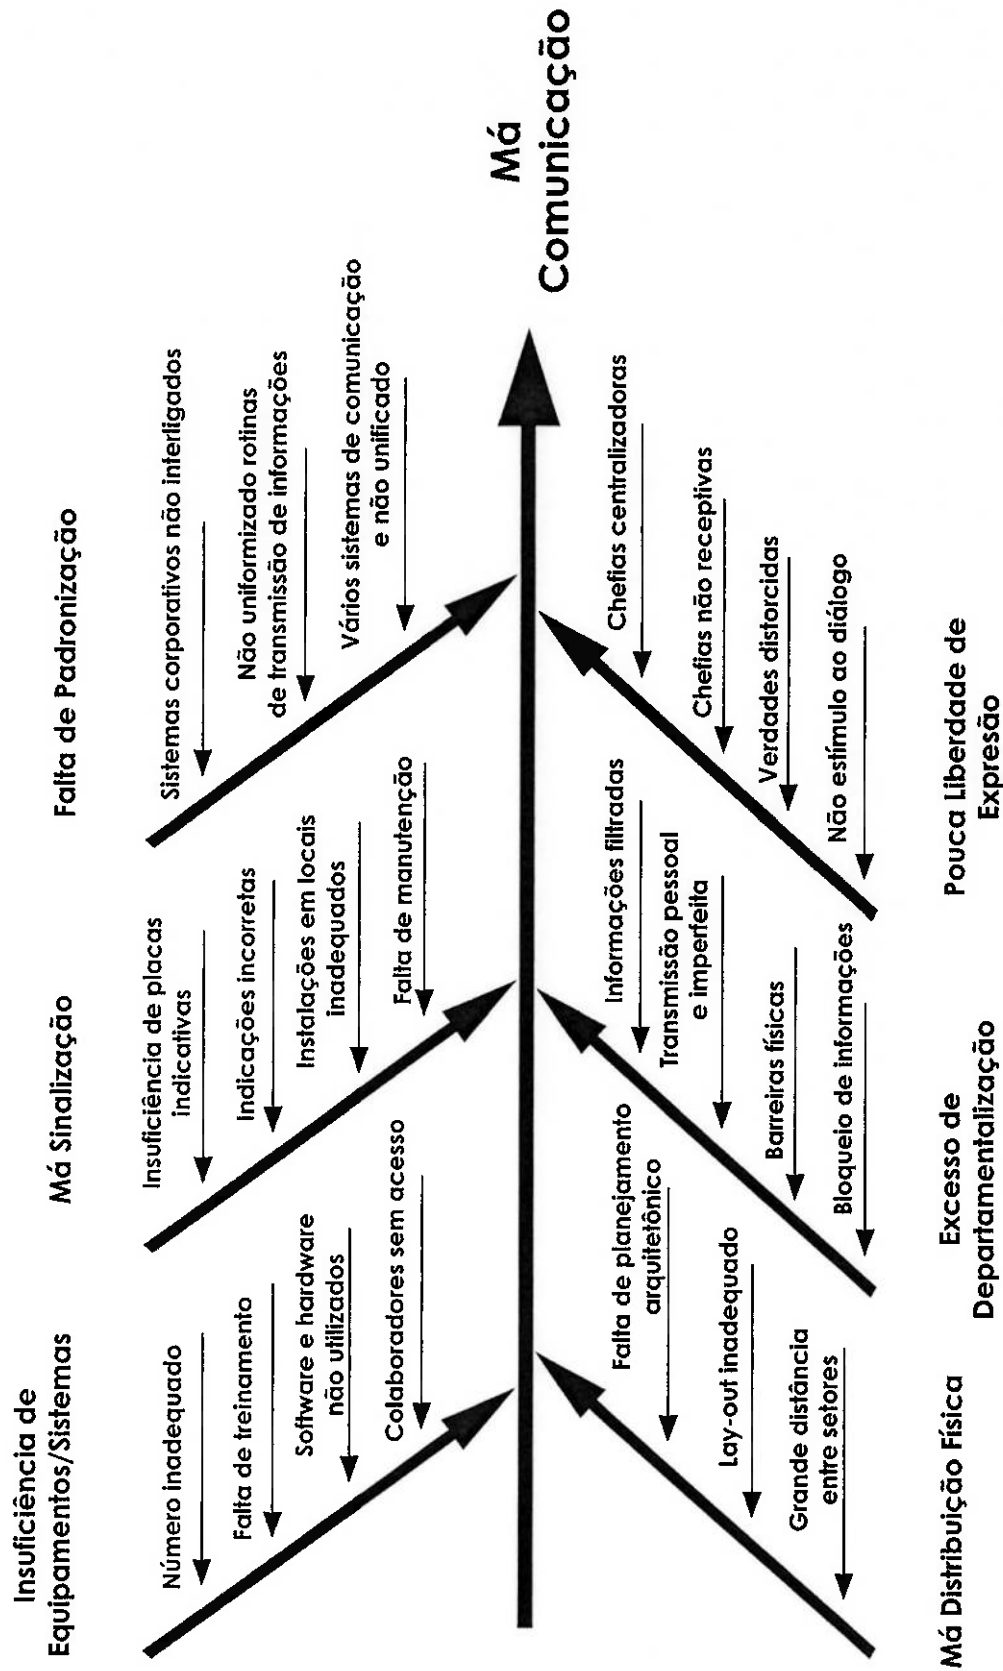 Insuficiência de
Equipamentos/Sistemas
Número inadequado
Falta de treinamento
Software e hardware
não utilizados
Colaboradores sem acesso
Má Sinalização
Insuficiência de placas
indicativas
Indicações incorretas
Instalações em locais
inadequados
Falta de manutenção
Falta de Padronização
Sistemas corporativos não interligados
Não uniformizado rotinas
de transmissão de informações
Vários sistemas de comunicação
e não unificado
Má
Comunicação
Falta de planejamento
arquitetônico
Lay-out inadequado
Grande distância
entre setores
Má Distribuição Física
Informações filtradas
Transmissão pessoal
e imperfeita
Barreiras físicas
Bloqueio de informações
Excesso de
Departamentalização
Chefias centralizadoras
Chefias não receptivas
Verdades distorcidas
Não estímulo ao diálogo
Pouca Liberdade de
Expresão